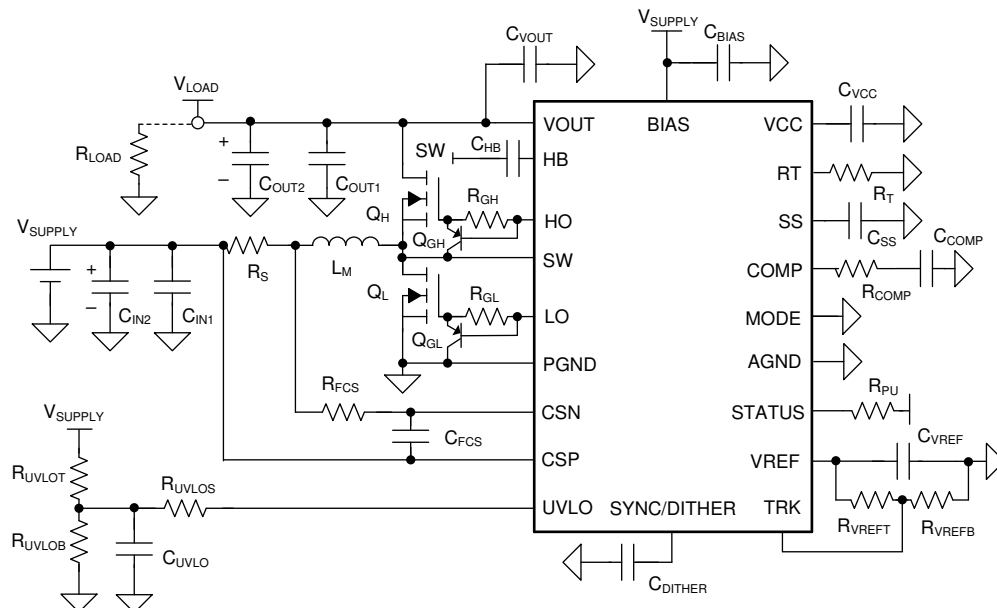 VSUPPLY
CBIAS
CVOUT
VLOAD
RLOAD
+
–
COUT2
COUT1
SW
CHB
QH
RGH
QGH
VOUT
BIAS
VCC
CVCC
HB
RT
RT
HO
SS
CSS
SW
COMP
RCOMP
CCOMP
VSUPPLY
+
–
CIN2
CIN1
RS
LM
QL
RGL
QGL
LO
MODE
PGND
AGND
RFCS
CFCS
CSN
STATUS
RPU
CSP
VREF
CVREF
RVREFT
RVREFB
VSUPPLY
RUVLOT
RUVLOS
RUVLOB
CUVLO
UVLO
SYNC/DITHER
TRK
CDITHER